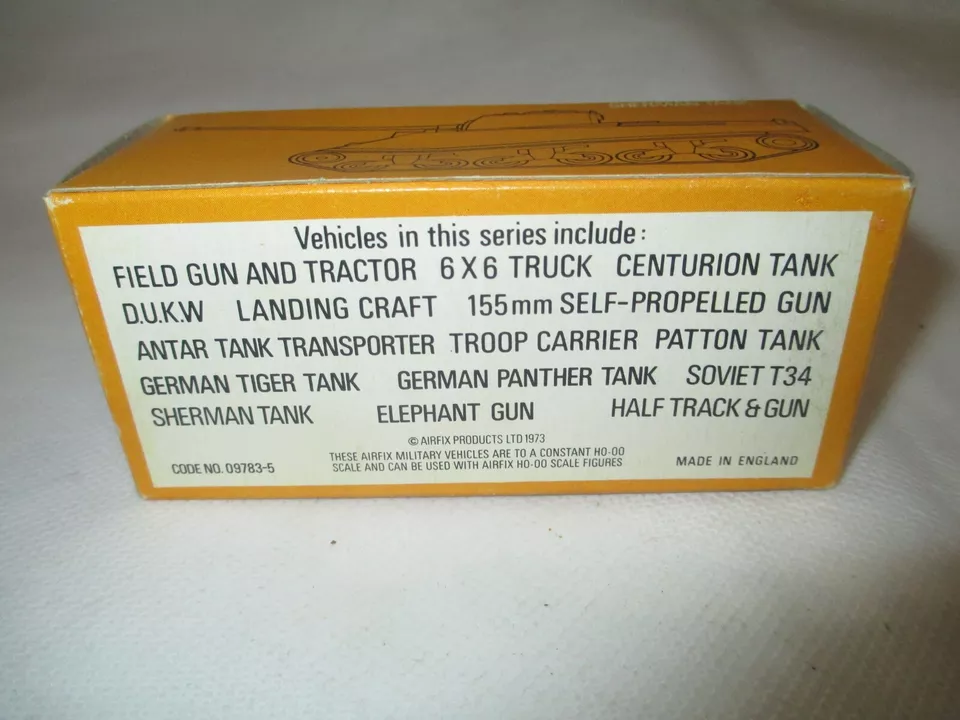 Vehicles in this series include:
FIELD GUN AND TRACTOR 6 X 6 TRUCK CENTURION TANK
D.U.K.W LANDING CRAFT 155mm SELF-PROPELLED GUN
ANTAR TANK TRANSPORTER TROOP CARRIER PATTON TANK
GERMAN TIGER TANK GERMAN PANTHER TANK SOVIET T34
SHERMAN TANK ELEPHANT GUN HALF TRACK & GUN
© AIRFIX PRODUCTS LTD 1973
THESE AIRFIX MILITARY VEHICLES ARE TO A CONSTANT HO-OO
SCALE AND CAN BE USED WITH AIRFIX HO-OO SCALE FIGURES
CODE NO. 09783-5
MADE IN ENGLAND